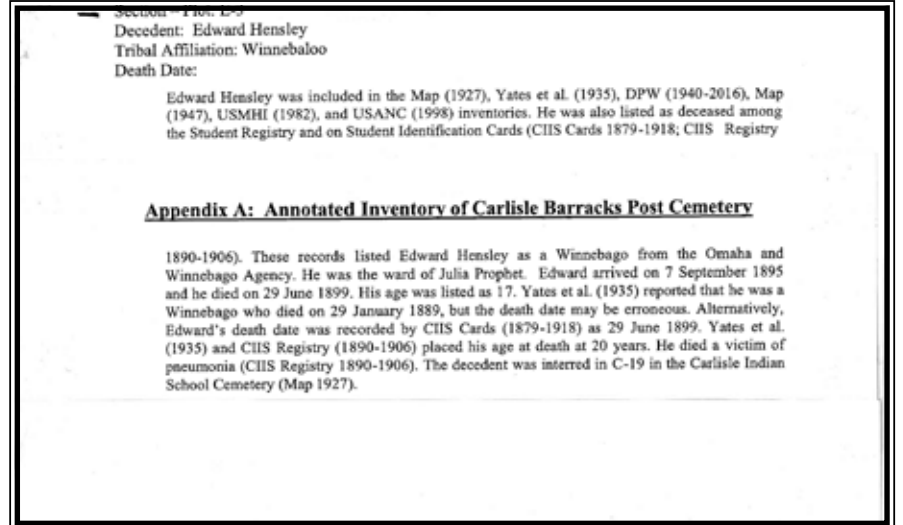 Decedent: Edward Hensley
Tribal Affiliation: Winnebaloo
Death Date:
Edward Hensley was included in the Map (1927), Yates et al. (1935), DPW (1940-2016), Map
(1947), USMHI (1982), and USANC (1998) inventories. He was also listed as deceased among
the Student Registry and on Student Identification Cards (CIIS Cards 1879-1918; CIIS Registry
Appendix A: Annotated Inventory of Carlisle Barracks Post Cemetery
1890-1906). These records listed Edward Hensley as a Winnebago from the Omaha and
Winnebago Agency. He was the ward of Julia Prophet. Edward arrived on 7 September 1895
and he died on 29 June 1899. His age was listed as 17. Yates et al. (1935) reported that he was a
Winnebago who died on 29 January 1889, but the death date may be erroneous. Alternatively,
Edward's death date was recorded by CIIS Cards (1879-1918) as 29 June 1899. Yates et al.
(1935) and CIIS Registry (1890-1906) placed his age at death at 20 years. He died a victim of
pneumonia (CIIS Registry 1890-1906). The decedent was interred in C-19 in the Carlisle Indian
School Cemetery (Map 1927).